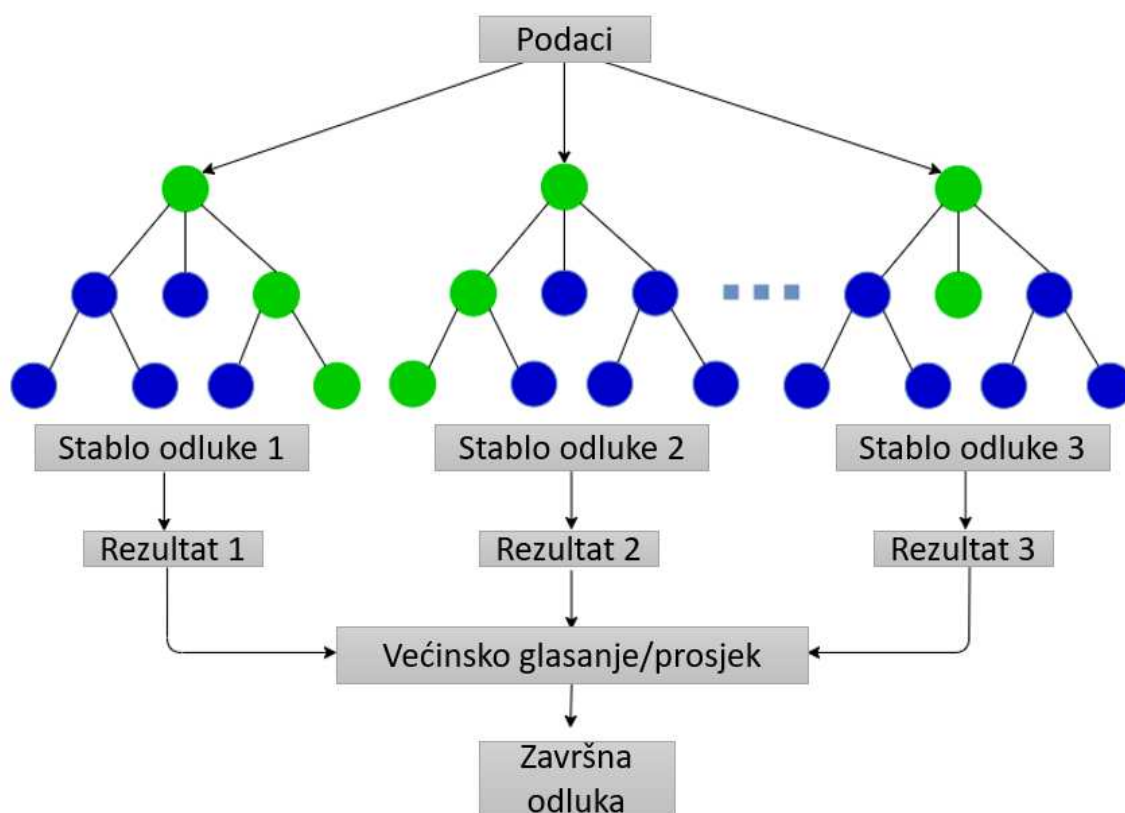 Podaci
Stablo odluke 1
Stablo odluke 2
Stablo odluke 3
Rezultat 1
Rezultat 2
Rezultat 3
Većinsko glasanje/prosjek
Završna
odluka